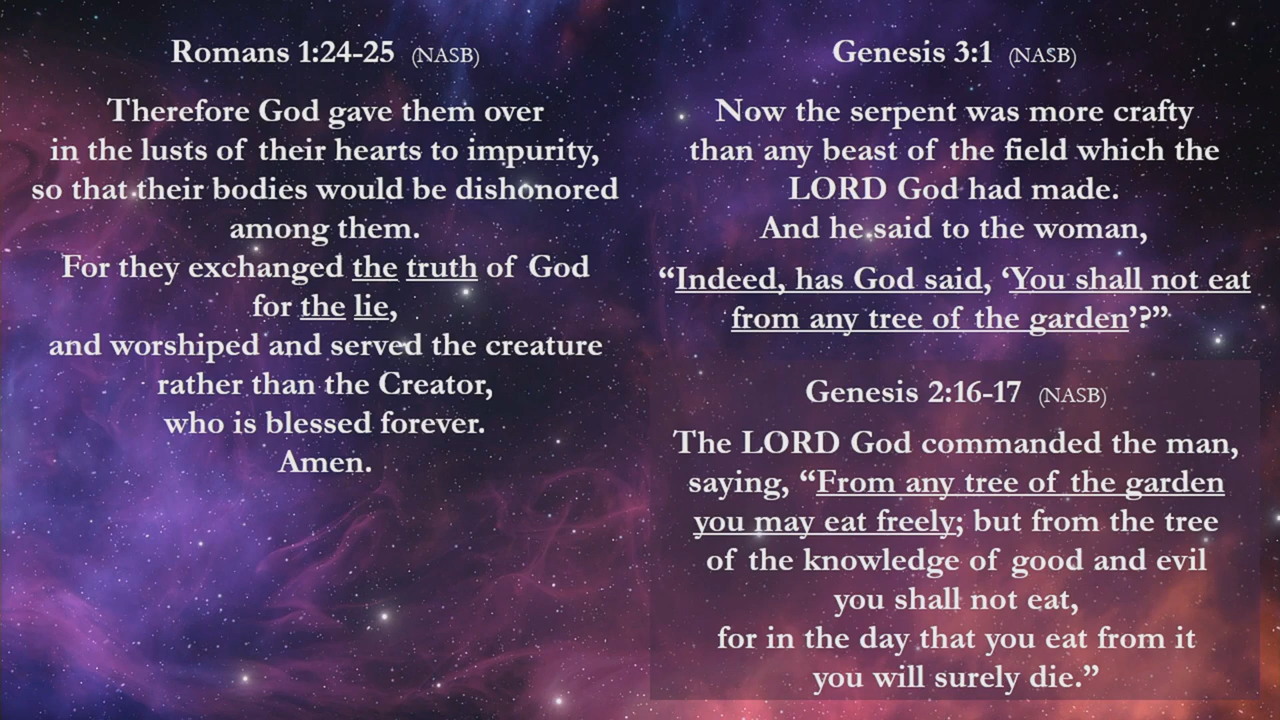 Romans 1:24-25 (NASB)
Therefore God gave them over
in the lusts of their hearts to impurity,
so that their bodies would be dishonored
among them.
For they exchanged the truth of God
for the lie,
and worshiped and served the creature
rather than the Creator,
who is blessed forever.
Amen.
Genesis 3:1 (NASB)
Now the serpent was more crafty
than any beast of the field which the
LORD God had made.
And he said to the woman,
“Indeed, has God said, ‘You shall not eat
from any tree of the garden’?”
Genesis 2:16-17 (NASB)
The LORD God commanded the man,
saying, “From any tree of the garden
you may eat freely; but from the tree
of the knowledge of good and evil
you shall not eat,
for in the day that you eat from it
you will surely die.”